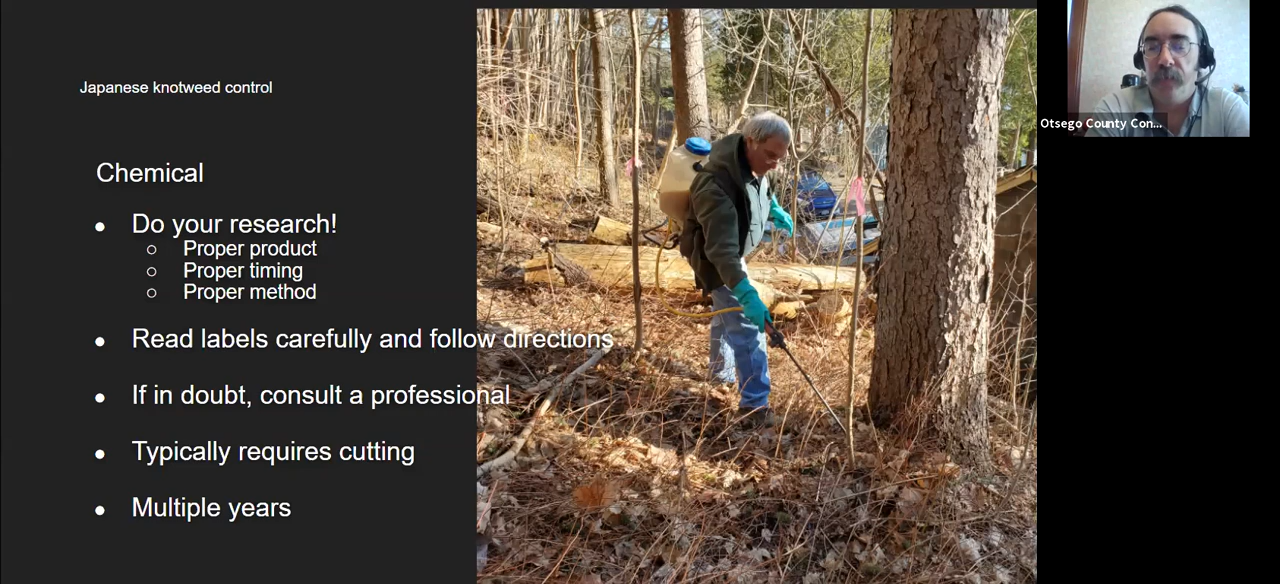 Japanese knotweed control
Chemical
● Do your research!
○ Proper product
○ Proper timing
○ Proper method
● Read labels carefully and follow directions
● If in doubt, consult a professional
● Typically requires cutting
● Multiple years
Otsego County Con...